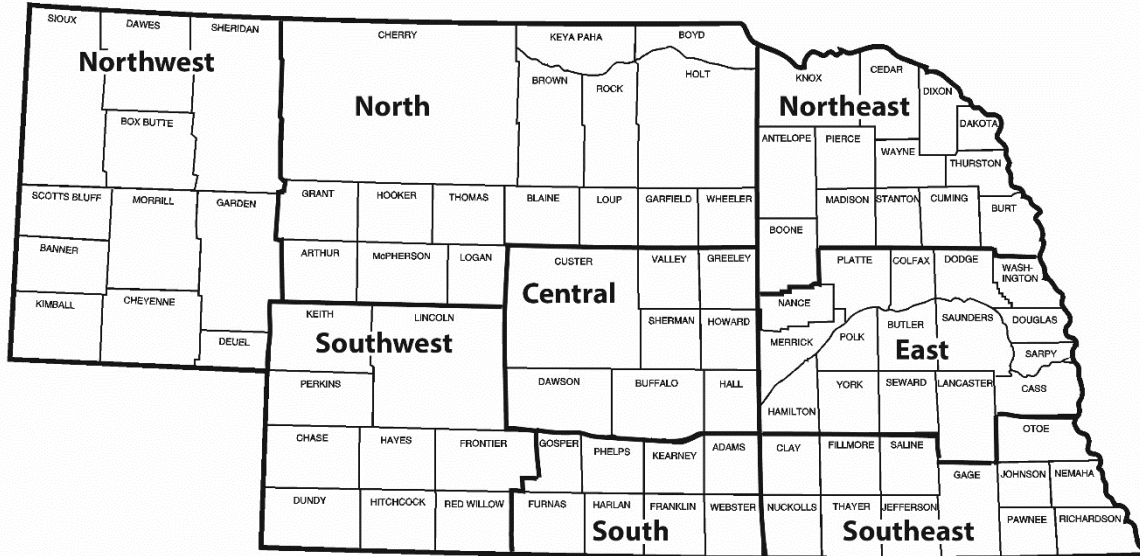 SIOUX
DAWES
SHERIDAN
CHERRY
KEYA PAHA
BOYD
Northwest
BROWN
ROCK
HOLT
KNOX
CEDAR
DIXON
North
Northeast
BOX BUTTE
DAKOTA
ANTELOPE
PIERCE
WAYNE
THURSTON
SCOTTS BLUFF
MORRILL
GARDEN
GRANT
HOOKER
THOMAS
BLAINE
LOUP
GARFIELD
WHEELER
MADISON
STANTON
CUMING
BURT
BOONE
BANNER
ARTHUR
McPHERSON
LOGAN
CUSTER
VALLEY
GREELEY
PLATTE
COLFAX
DODGE
WASH-
INGTON
Central
KIMBALL
CHEYENNE
NANCE
KEITH
LINCOLN
SHERMAN
HOWARD
MERRICK
POLK
BUTLER
SAUNDERS
DOUGLAS
DEUEL
Southwest
East
SARPY
PERKINS
DAWSON
BUFFALO
HALL
YORK
SEWARD
LANCASTER
CASS
HAMILTON
OTOE
CHASE
HAYES
FRONTIER
GOSPER
PHELPS
KEARNEY
ADAMS
CLAY
FILLMORE
SALINE
GAGE
JOHNSON
NEMAHA
DUNDY
HITCHCOCK
RED WILLOW
FURNAS
HARLAN
FRANKLIN
WEBSTER
NUCKOLLS
THAYER
JEFFERSON
PAWNEE
RICHARDSON
South
Southeast